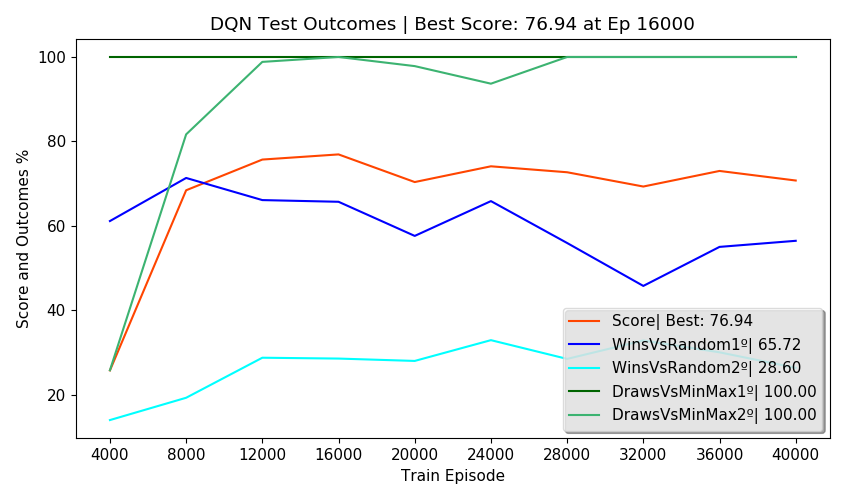 DQN Test Outcomes | Best Score: 76.94 at Ep 16000
100
80
60
40
20
Score and Outcomes %
Score| Best: 76.94
WinsVsRandom1º| 65.72
WinsVsRandom2º| 28.60
DrawsVsMinMax1º| 100.00
DrawsVsMinMax2º| 100.00
4000 8000 12000 16000 20000 24000 28000 32000 36000 40000
Train Episode